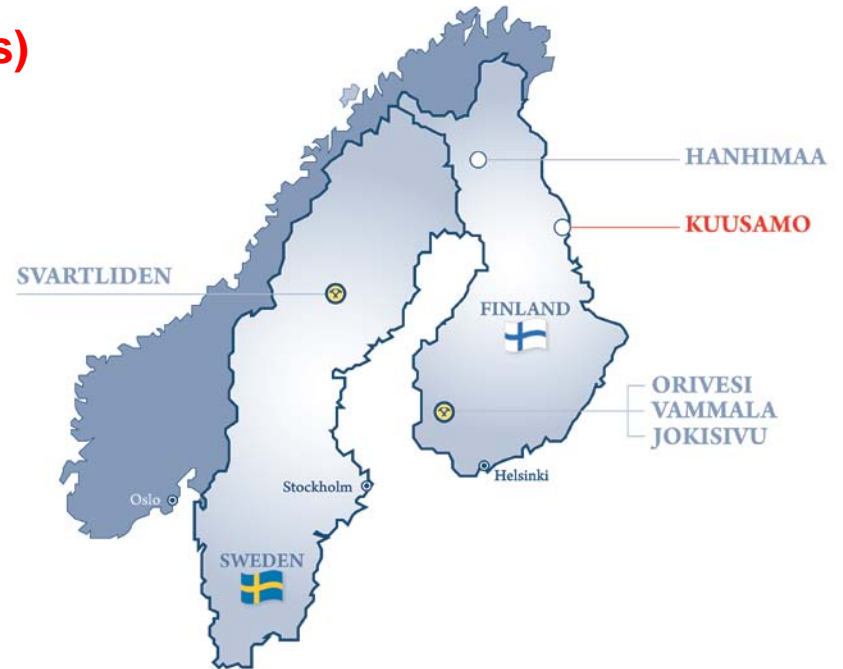 s)
HANHIMAA
KUUSAMO
SVARTLIDEN
FINLAND
ORIVESI
VAMMALA
JOKISIVU
Helsinki
Stockholm
Oslo
SWEDEN